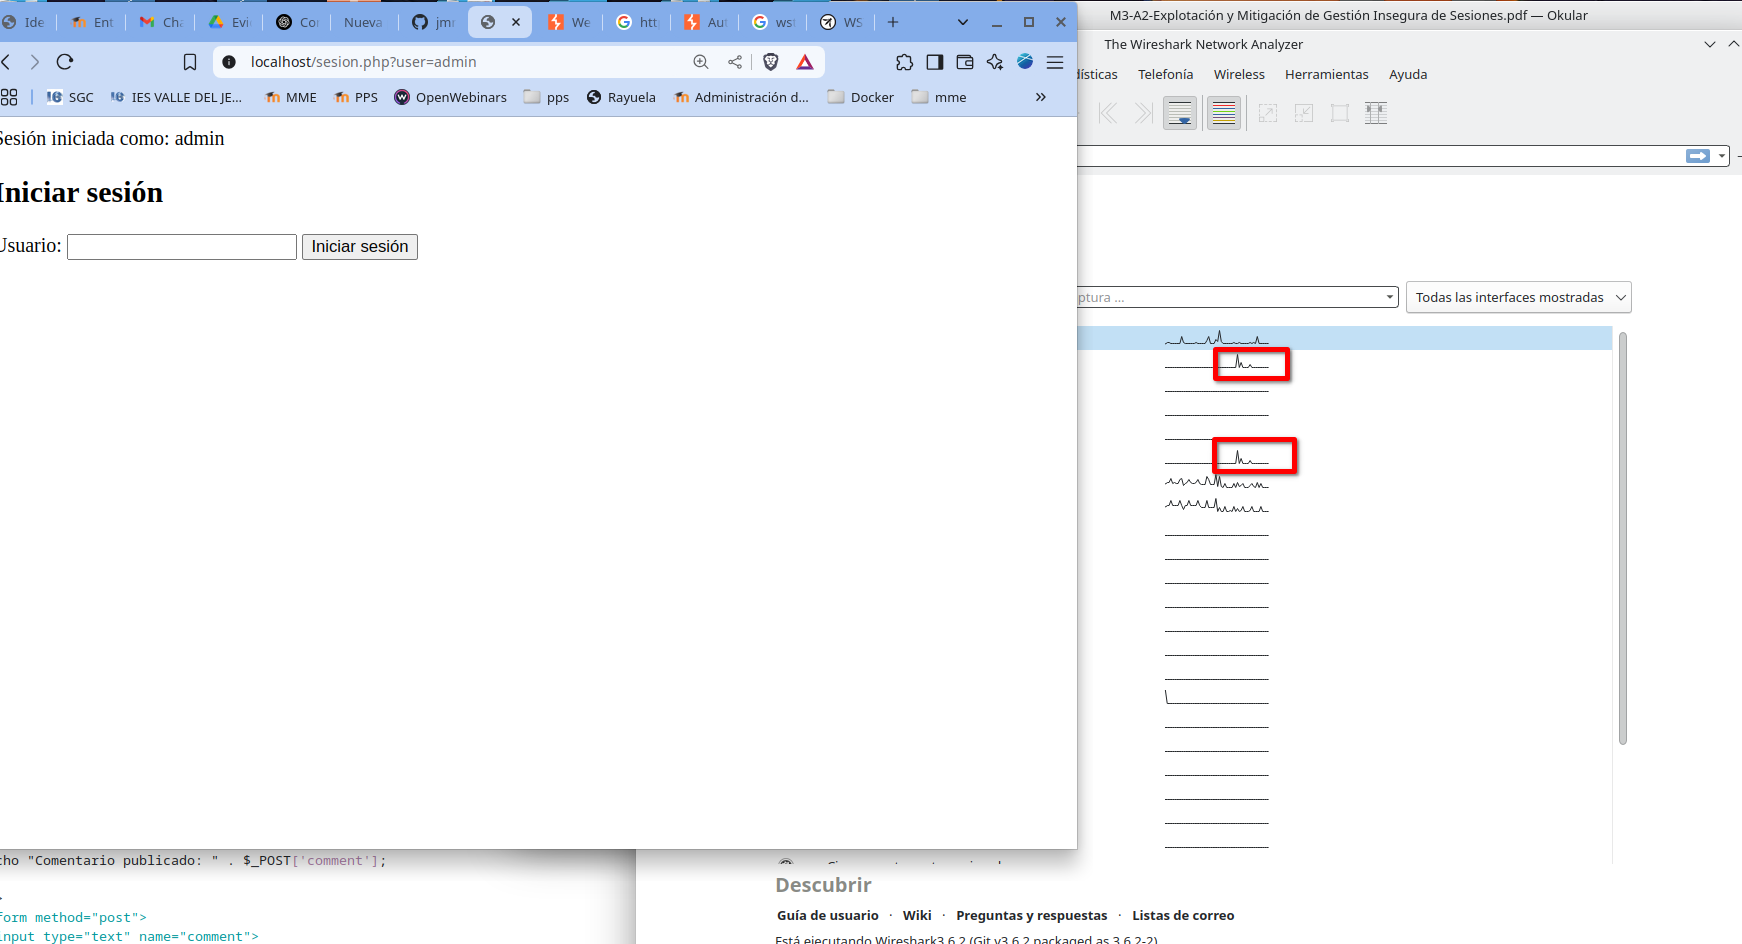 Ide Ent Cha Evi Co Nueva jmr We http Aut wst WS
M3-A2-Explotación y Mitigación de Gestión Insegura de Sesiones.pdf — Okular
The Wireshark Network Analyzer
localhost/sesion.php?user=admin
dísticas Telefonía Wireless Herramientas Ayuda
SGC IES VALLE DEL JE... MME PPS OpenWebinars pps Rayuela Administración d... Docker mme »
Sesión iniciada como: admin
Iniciar sesión
Usuario: Iniciar sesión
ptura ... Todas las interfaces mostradas
cho "Comentario publicado: " . $_POST['comment'];
>
form method="post">
input type="text" name="comment">
Descubrir
Guía de usuario · Wiki · Preguntas y respuestas · Listas de correo
Está ejecutando Wireshark3.6.2 (Git v3.6.2 packaged as 3.6.2-2).